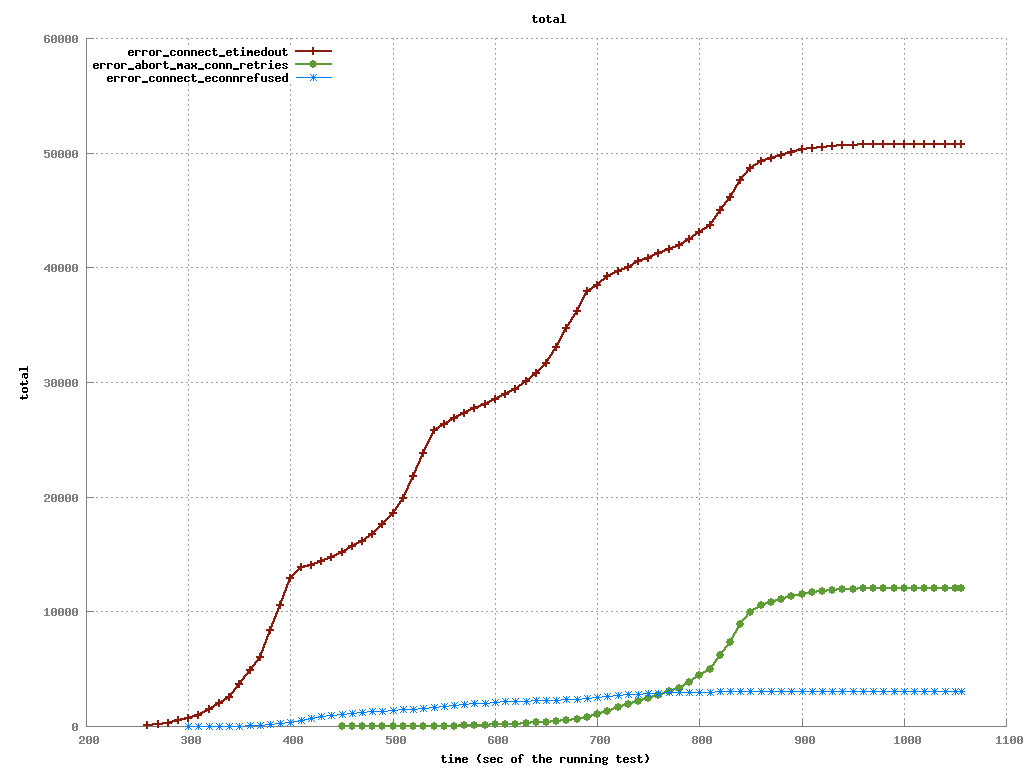 total
60000
error_connect_etimedout
error_abort_max_conn_retries
error_connect_econnrefused
50000
40000
total
30000
20000
10000
0
200 300 400 500 600 700 800 900 1000 1100
time (sec of the running test)